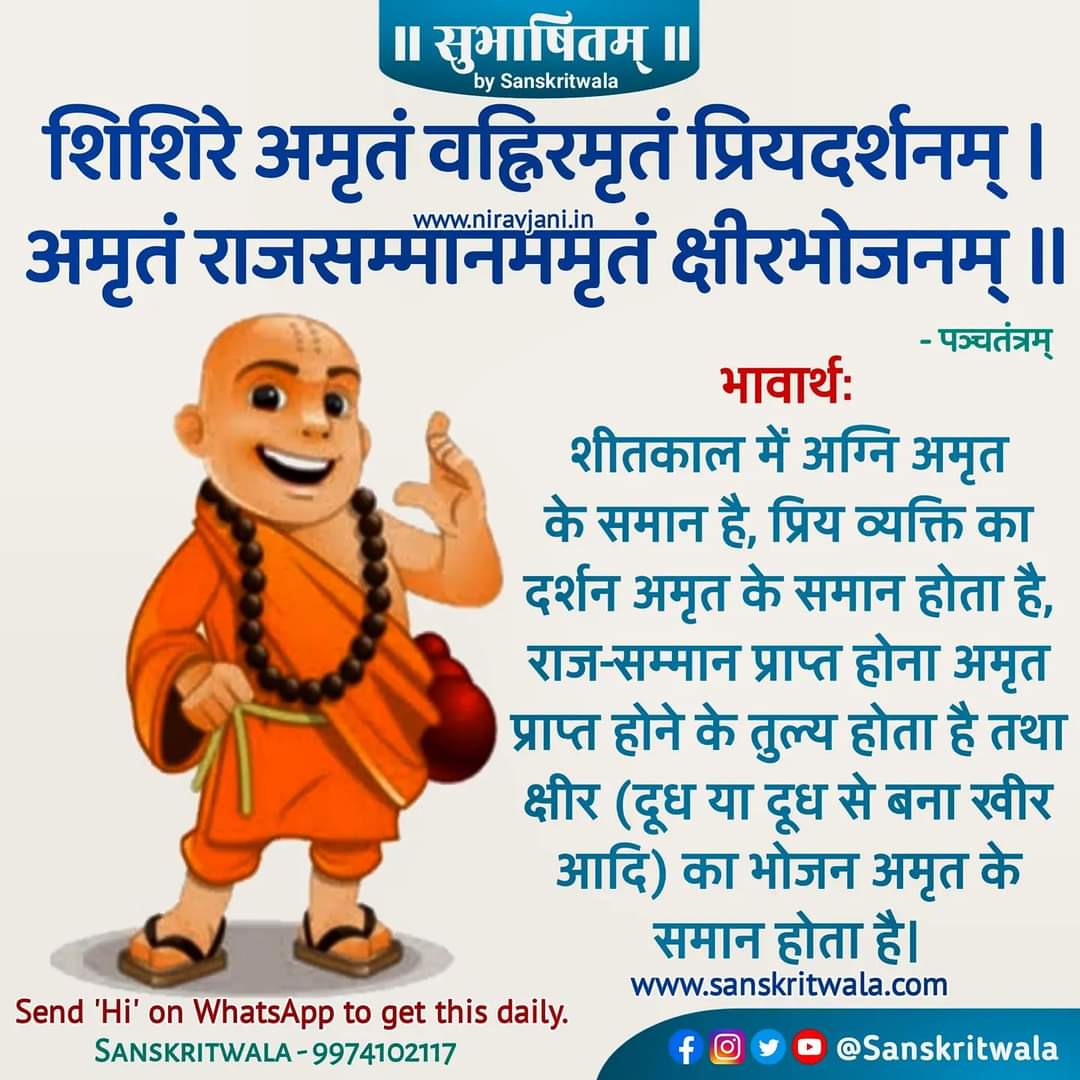 ॥ सुभाषितम् ॥
by Sanskritwala
शिशिरे अमृतं वह्निरमृतं प्रियदर्शनम् ।
www.niravjani.in
अमृतं राजसम्मानममृतं क्षीरभोजनम् ॥
- पञ्चतंत्रम्
भावार्थः
शीतकाल में अग्नि अमृत
के समान है, प्रिय व्यक्ति का
दर्शन अमृत के समान होता है,
राज-सम्मान प्राप्त होना अमृत
प्राप्त होने के तुल्य होता है तथा
क्षीर (दूध या दूध से बना खीर
आदि) का भोजन अमृत के
समान होता है।
www.sanskritwala.com
Send 'Hi' on WhatsApp to get this daily.
SANSKRITWALA - 9974102117
@Sanskritwala